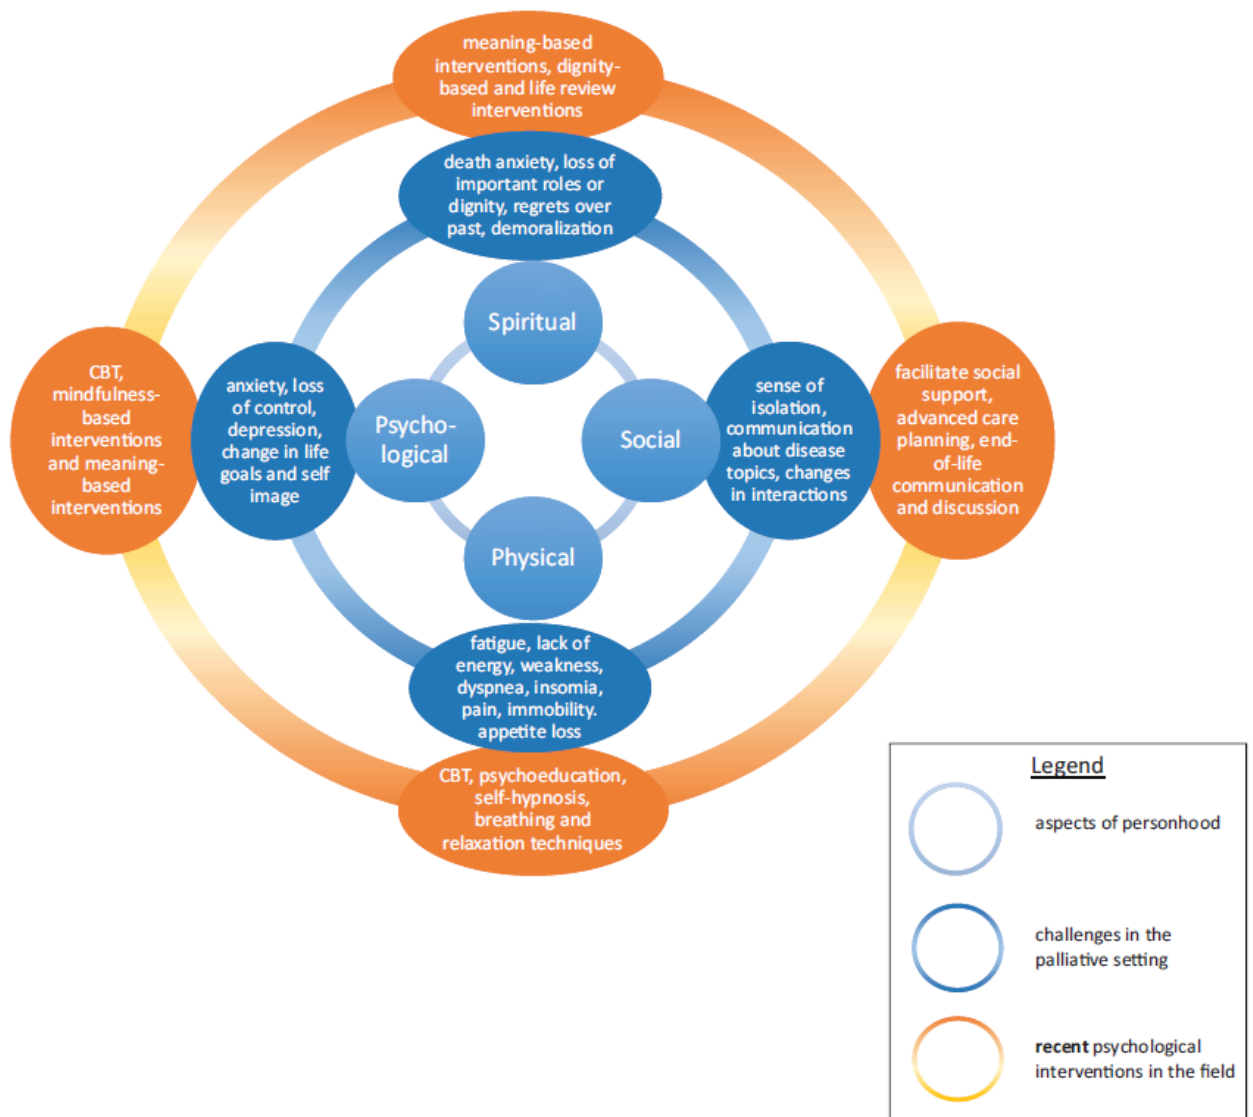 meaning-based
interventions, dignity-
based and life review
interventions
death anxiety, loss of
important roles or
dignity, regrets over
past, demoralization
Spiritual
CBT,
mindfulness-
based
interventions
and meaning-
based
interventions
anxiety, loss
of control,
depression,
change in life
goals and self
image
Psycho-
logical
Social
sense of
isolation,
communication
about disease
topics, changes
in interactions
facilitate social
support,
advanced care
planning, end-
of-life
communication
and discussion
Physical
fatigue, lack of
energy, weakness,
dyspnea, insomia,
pain, immobility.
appetite loss
CBT, psychoeducation,
self-hypnosis,
breathing and
relaxation techniques
Legend
aspects of personhood
challenges in the
palliative setting
recent psychological
interventions in the field